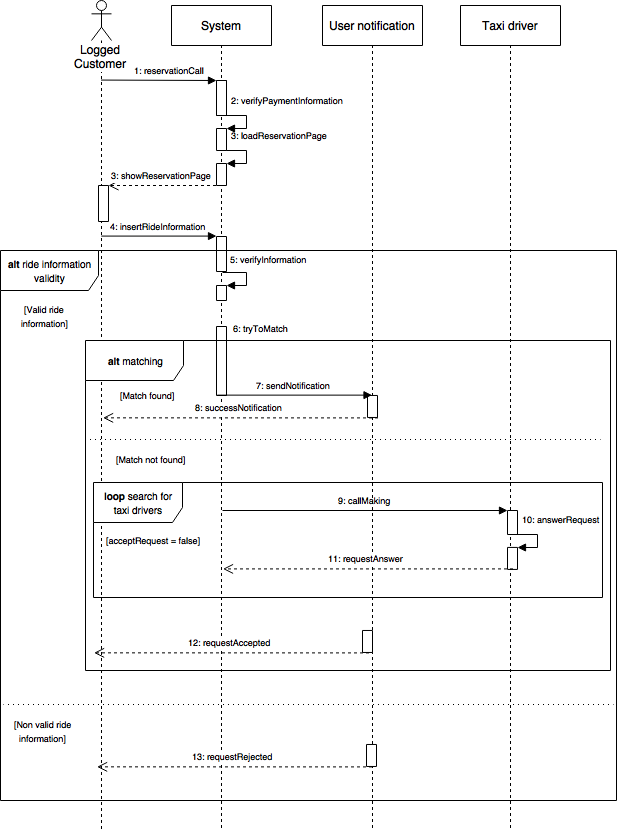 System
User notification
Taxi driver
Logged
Customer
1: reservationCall
2: verifyPaymentInformation
3: loadReservationPage
3: showReservationPage
4: insertRideInformation
alt ride information
validity
5: verifyInformation
[Valid ride
information]
6: tryToMatch
alt matching
7: sendNotification
[Match found]
8: successNotification
[Match not found]
loop search for
taxi drivers
9: callMaking
10: answerRequest
[acceptRequest = false]
11: requestAnswer
12: requestAccepted
[Non valid ride
information]
13: requestRejected